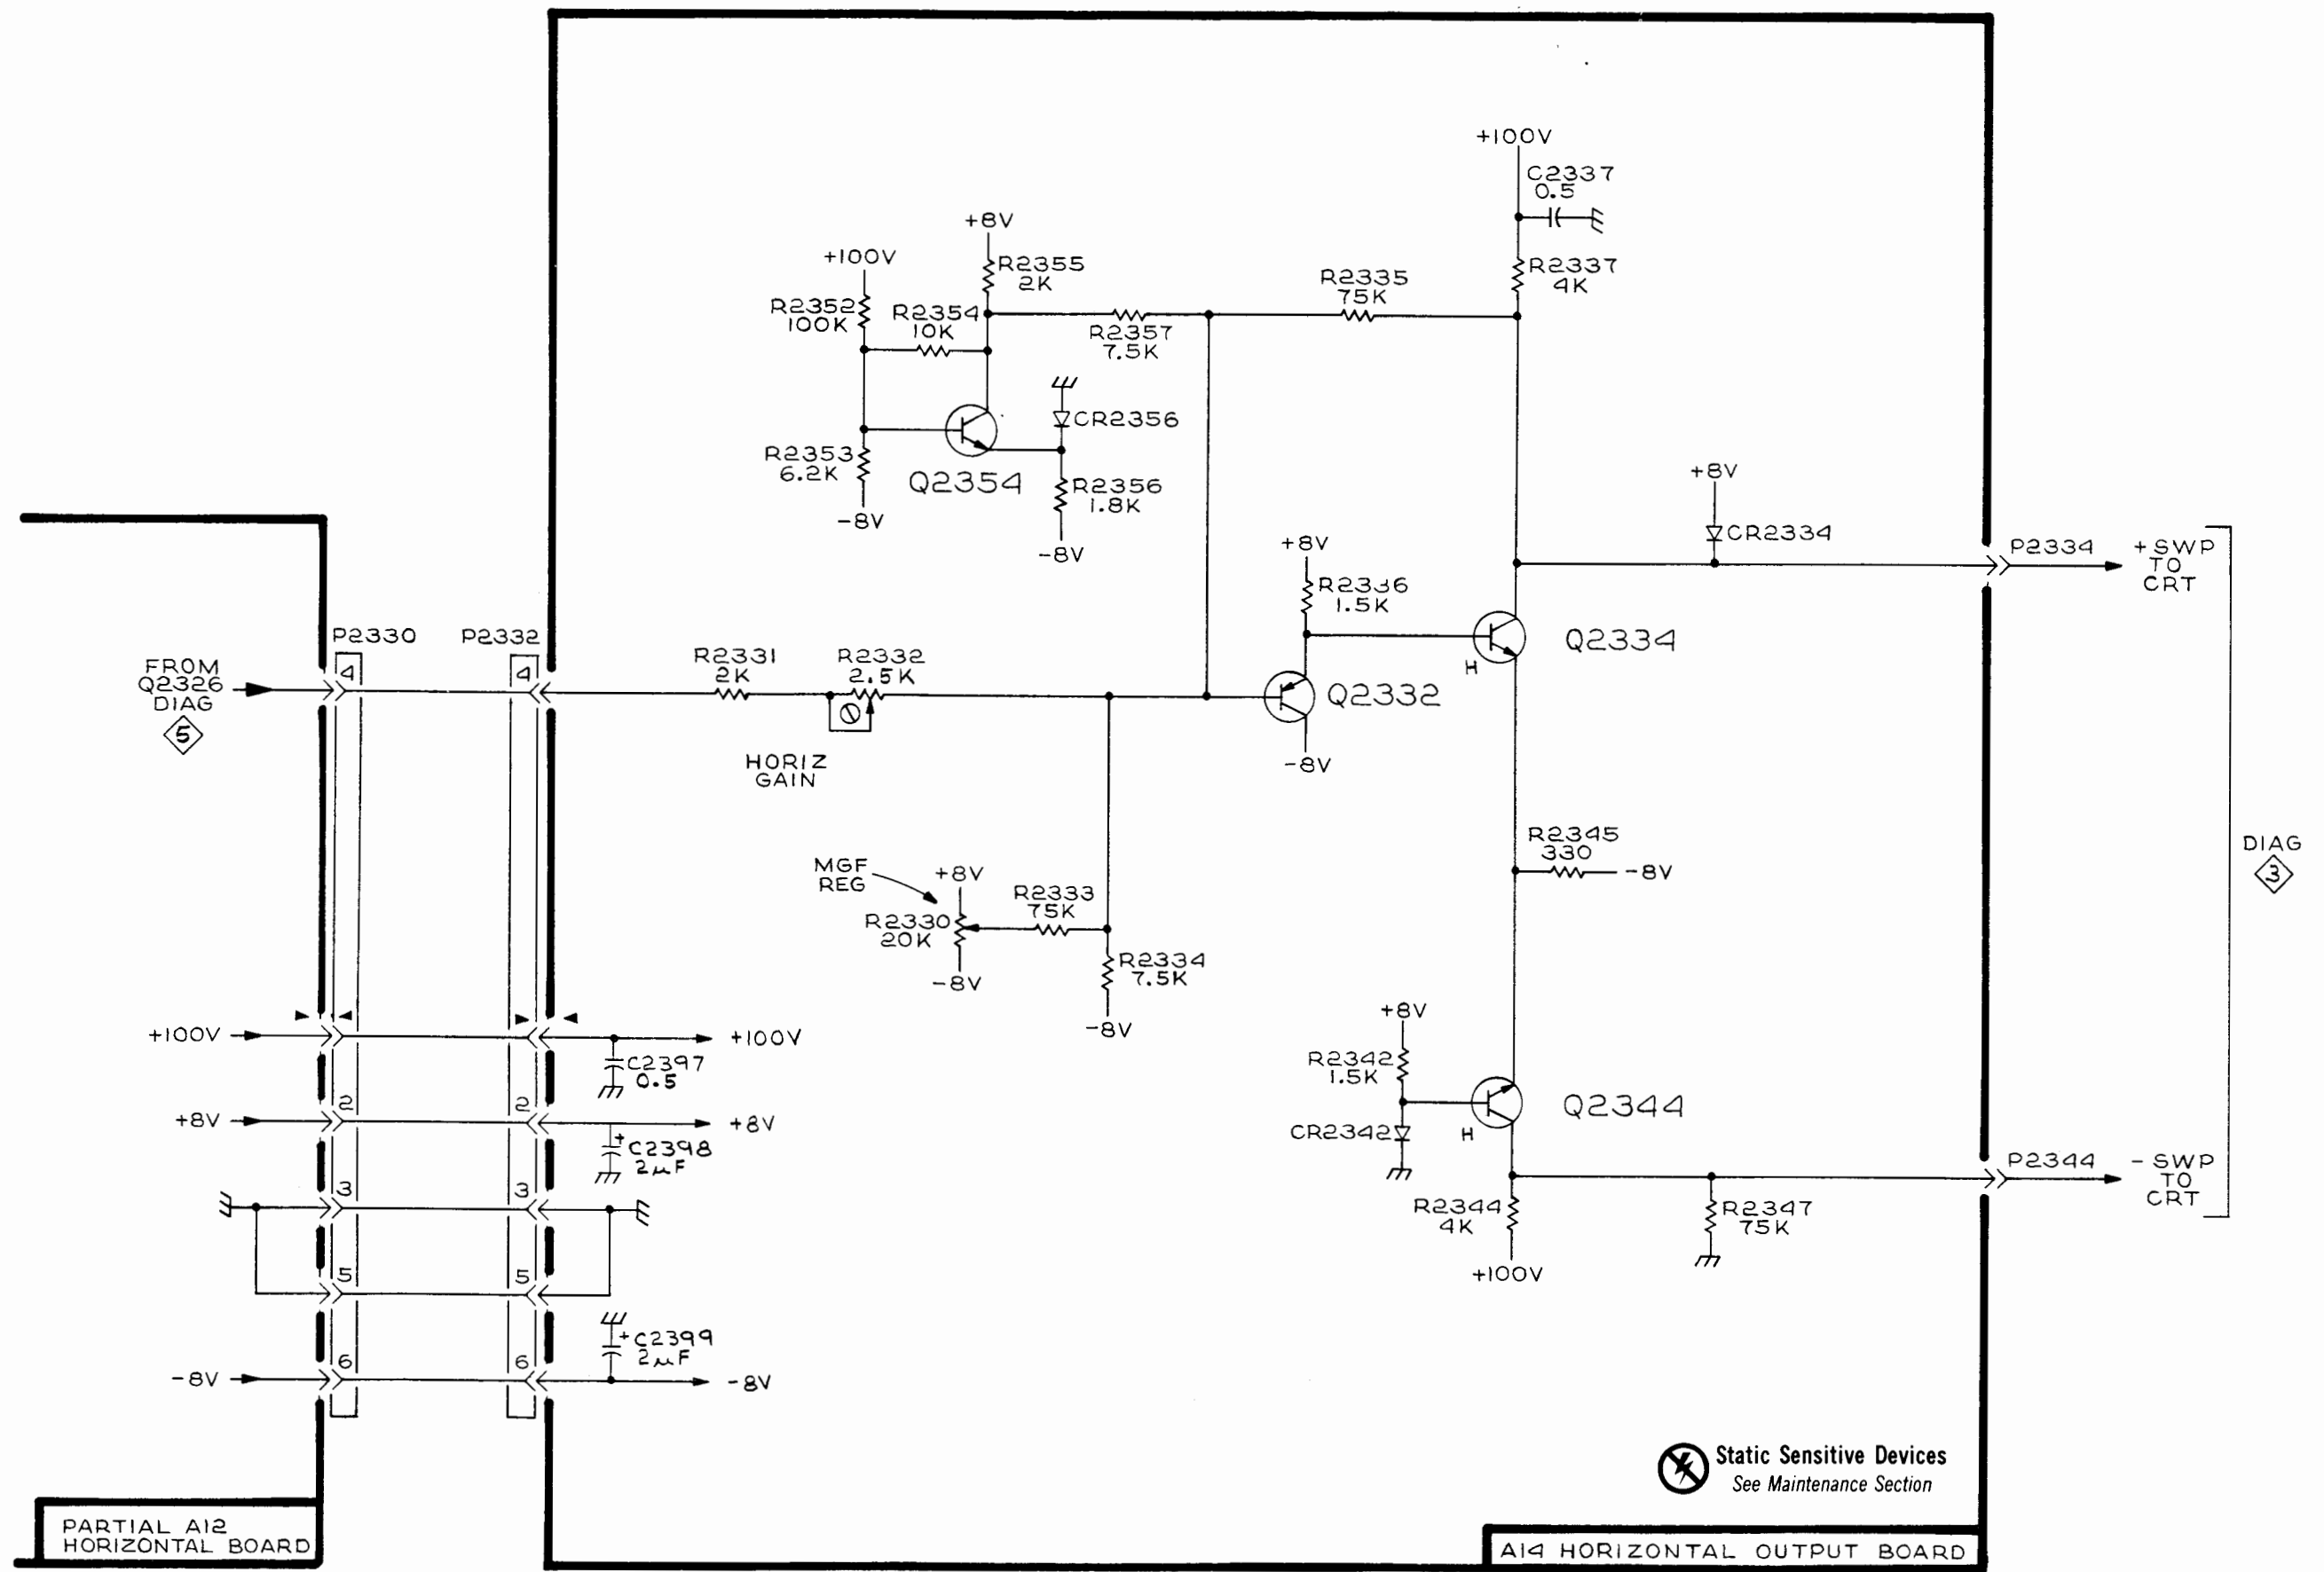 +100V
C2337
0.5
+8V
+100V
R2355
2K
R2337
4K
R2335
75K
R2352
100K
R2354
10K
R2357
7.5K
CR2356
R2353
6.2K
Q2354
R2356
1.8K
-8V
-8V
+8V
CR2334
P2334
+SWP
TO
CRT
+8V
R2336
1.5K
Q2334
H
P2330
P2332
FROM
Q2326
DIAG
5
4
4
R2331
2K
R2332
2.5K
Q2332
HORIZ
GAIN
-8V
R2345
330
-8V
DIAG
3
MGF
REG
+8V
R2333
75K
R2330
20K
-8V
R2334
7.5K
-8V
+8V
R2342
1.5K
Q2344
CR2342
H
+100V
+100V
C2397
0.5
+8V
2
2
+8V
+
C2398
2µF
3
3
5
5
+
C2399
2µF
-8V
6
6
-8V
P2344
-SWP
TO
CRT
R2344
4K
R2347
75K
+100V
Static Sensitive Devices
See Maintenance Section
PARTIAL A12
HORIZONTAL BOARD
A14 HORIZONTAL OUTPUT BOARD